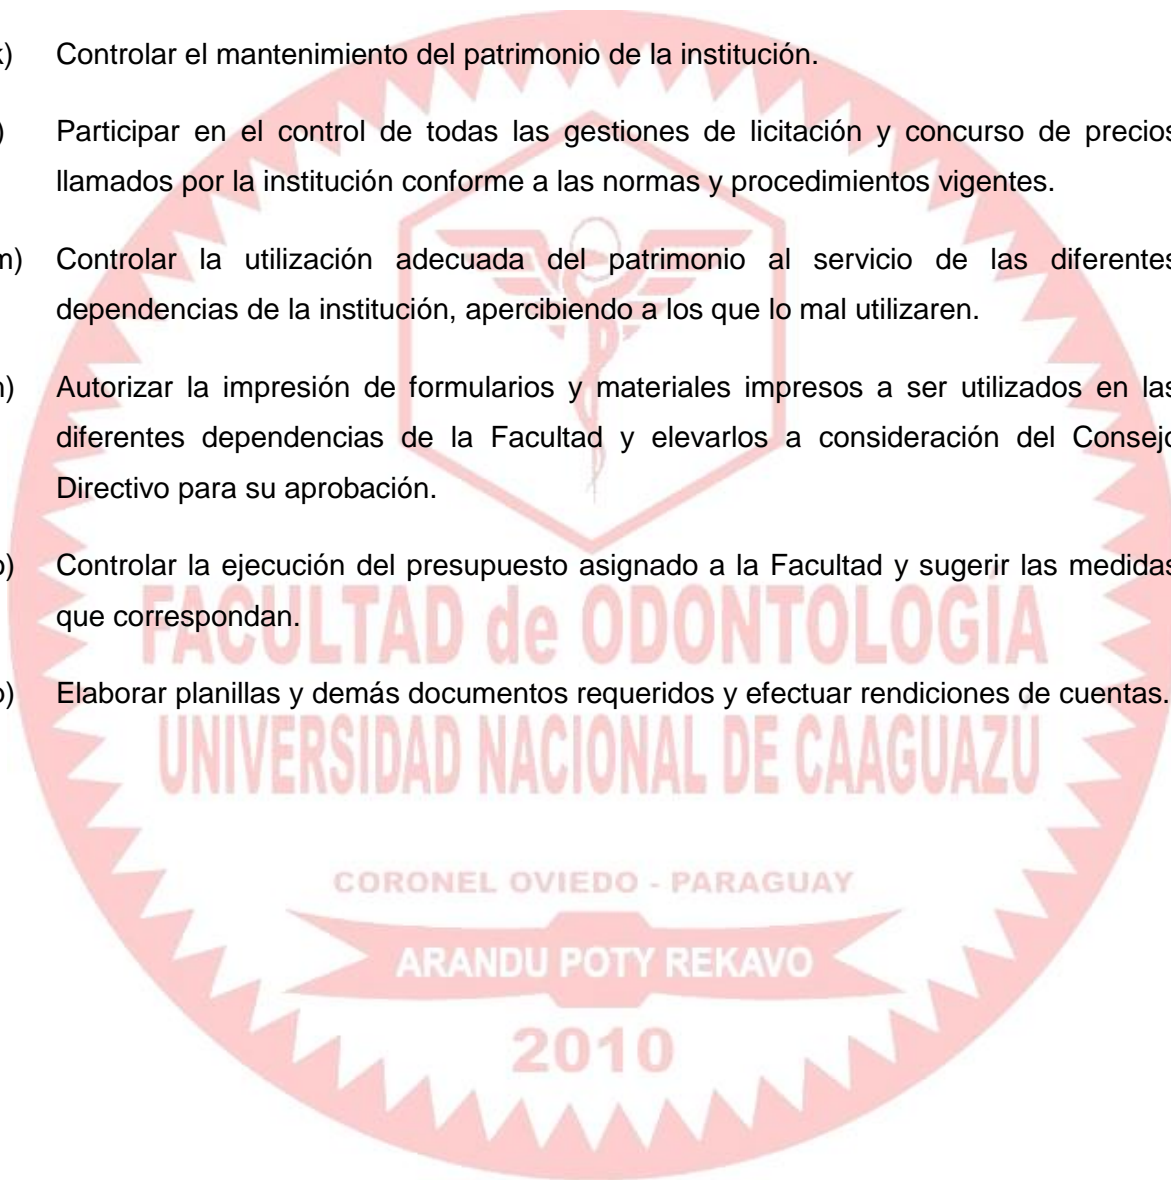 k) Controlar el mantenimiento del patrimonio de la institución.
) Participar en el control de todas las gestiones de licitación y concurso de precios
llamados por la institución conforme a las normas y procedimientos vigentes.
m) Controlar la utilización adecuada del patrimonio al servicio de las diferentes
dependencias de la institución, apercibiendo a los que lo mal utilizaren.
n) Autorizar la impresión de formularios y materiales impresos a ser utilizados en las
diferentes dependencias de la Facultad y elevarlos a consideración del Consejo
Directivo para su aprobación.
o) Controlar la ejecución del presupuesto asignado a la Facultad y sugerir las medidas
que correspondan.
FACULTAD de ODONTOLOGÍA
p) Elaborar planillas y demás documentos requeridos y efectuar rendiciones de cuentas.
UNIVERSIDAD NACIONAL DE CAAGUAZÚ
CORONEL OVIEDO - PARAGUAY
ARANDU POTY REKAVO
2010